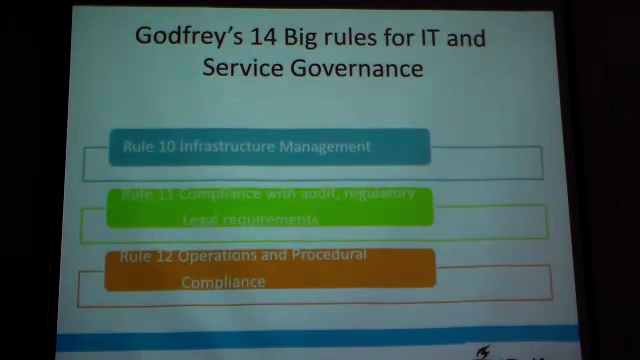 Godfrey's 14 Big rules for IT and
Service Governance
Rule 10 Infrastructure Management
Rule 11 Compliance with audit, regulatory
Legal requirements
Rule 12 Operations and Procedural
Compliance